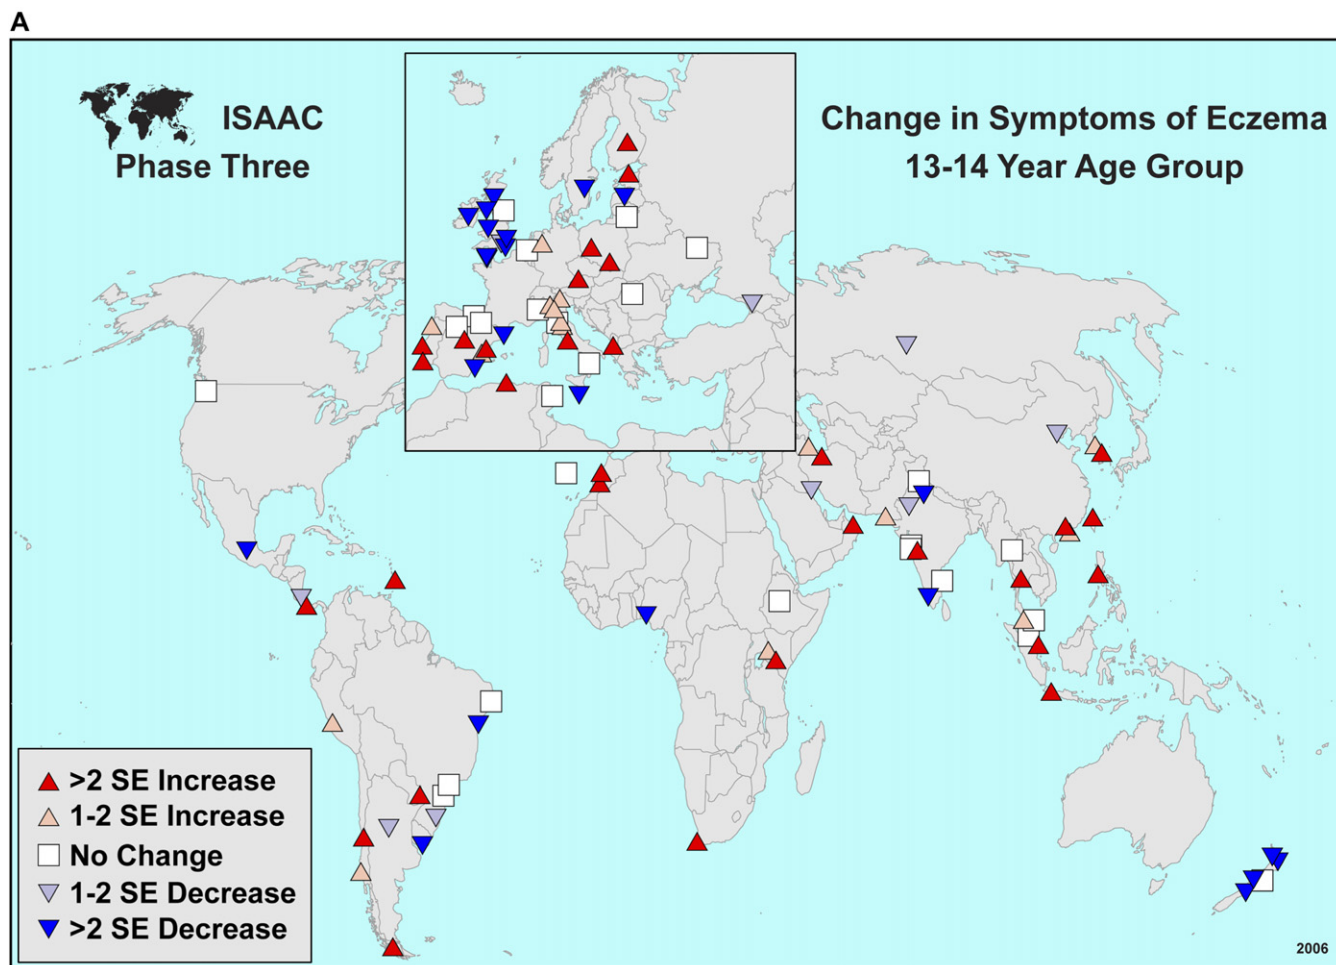 A
ISAAC
Phase Three
Change in Symptoms of Eczema
13-14 Year Age Group
>2 SE Increase
1-2 SE Increase
No Change
1-2 SE Decrease
>2 SE Decrease
2006